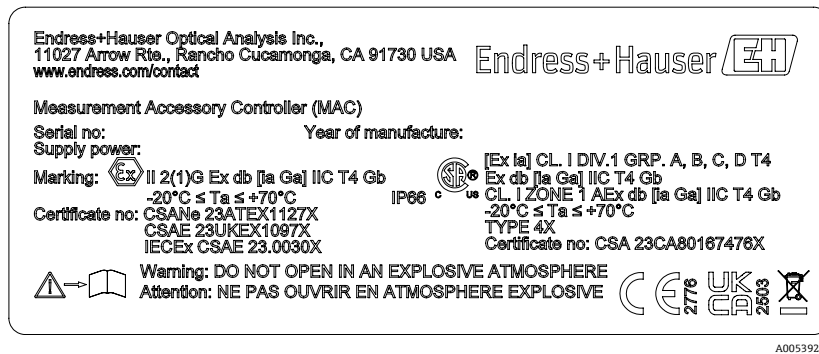 Endress+Hauser Optical Analysis Inc.,
11027 Arrow Rte., Rancho Cucamonga, CA 91730 USA
www.endress.com/contact
Endress+Hauser EH
Measurement Accessory Controller (MAC)
Serial no: Year of manufacture:
Supply power:
Marking: Ex II 2(1)G Ex db [ia Ga] IIC T4 Gb
-20°C ≤ Ta ≤ +70°C IP66
Certificate no: CSANe 23ATEX1127X
CSAE 23UKEX1097X
IECEx CSAE 23.0030X
C SA ® US
[Ex ia] CL. I DIV.1 GRP. A, B, C, D T4
Ex db [ia Ga] IIC T4 Gb
CL. I ZONE 1 AEx db [ia Ga] IIC T4 Gb
-20°C ≤ Ta ≤ +70°C
TYPE 4X
Certificate no: CSA 23CA80167476X
Warning: DO NOT OPEN IN AN EXPLOSIVE ATMOSPHERE
Attention: NE PAS OUVRIR EN ATMOSPHERE EXPLOSIVE
CE 2776 UK CA 2503
A005392